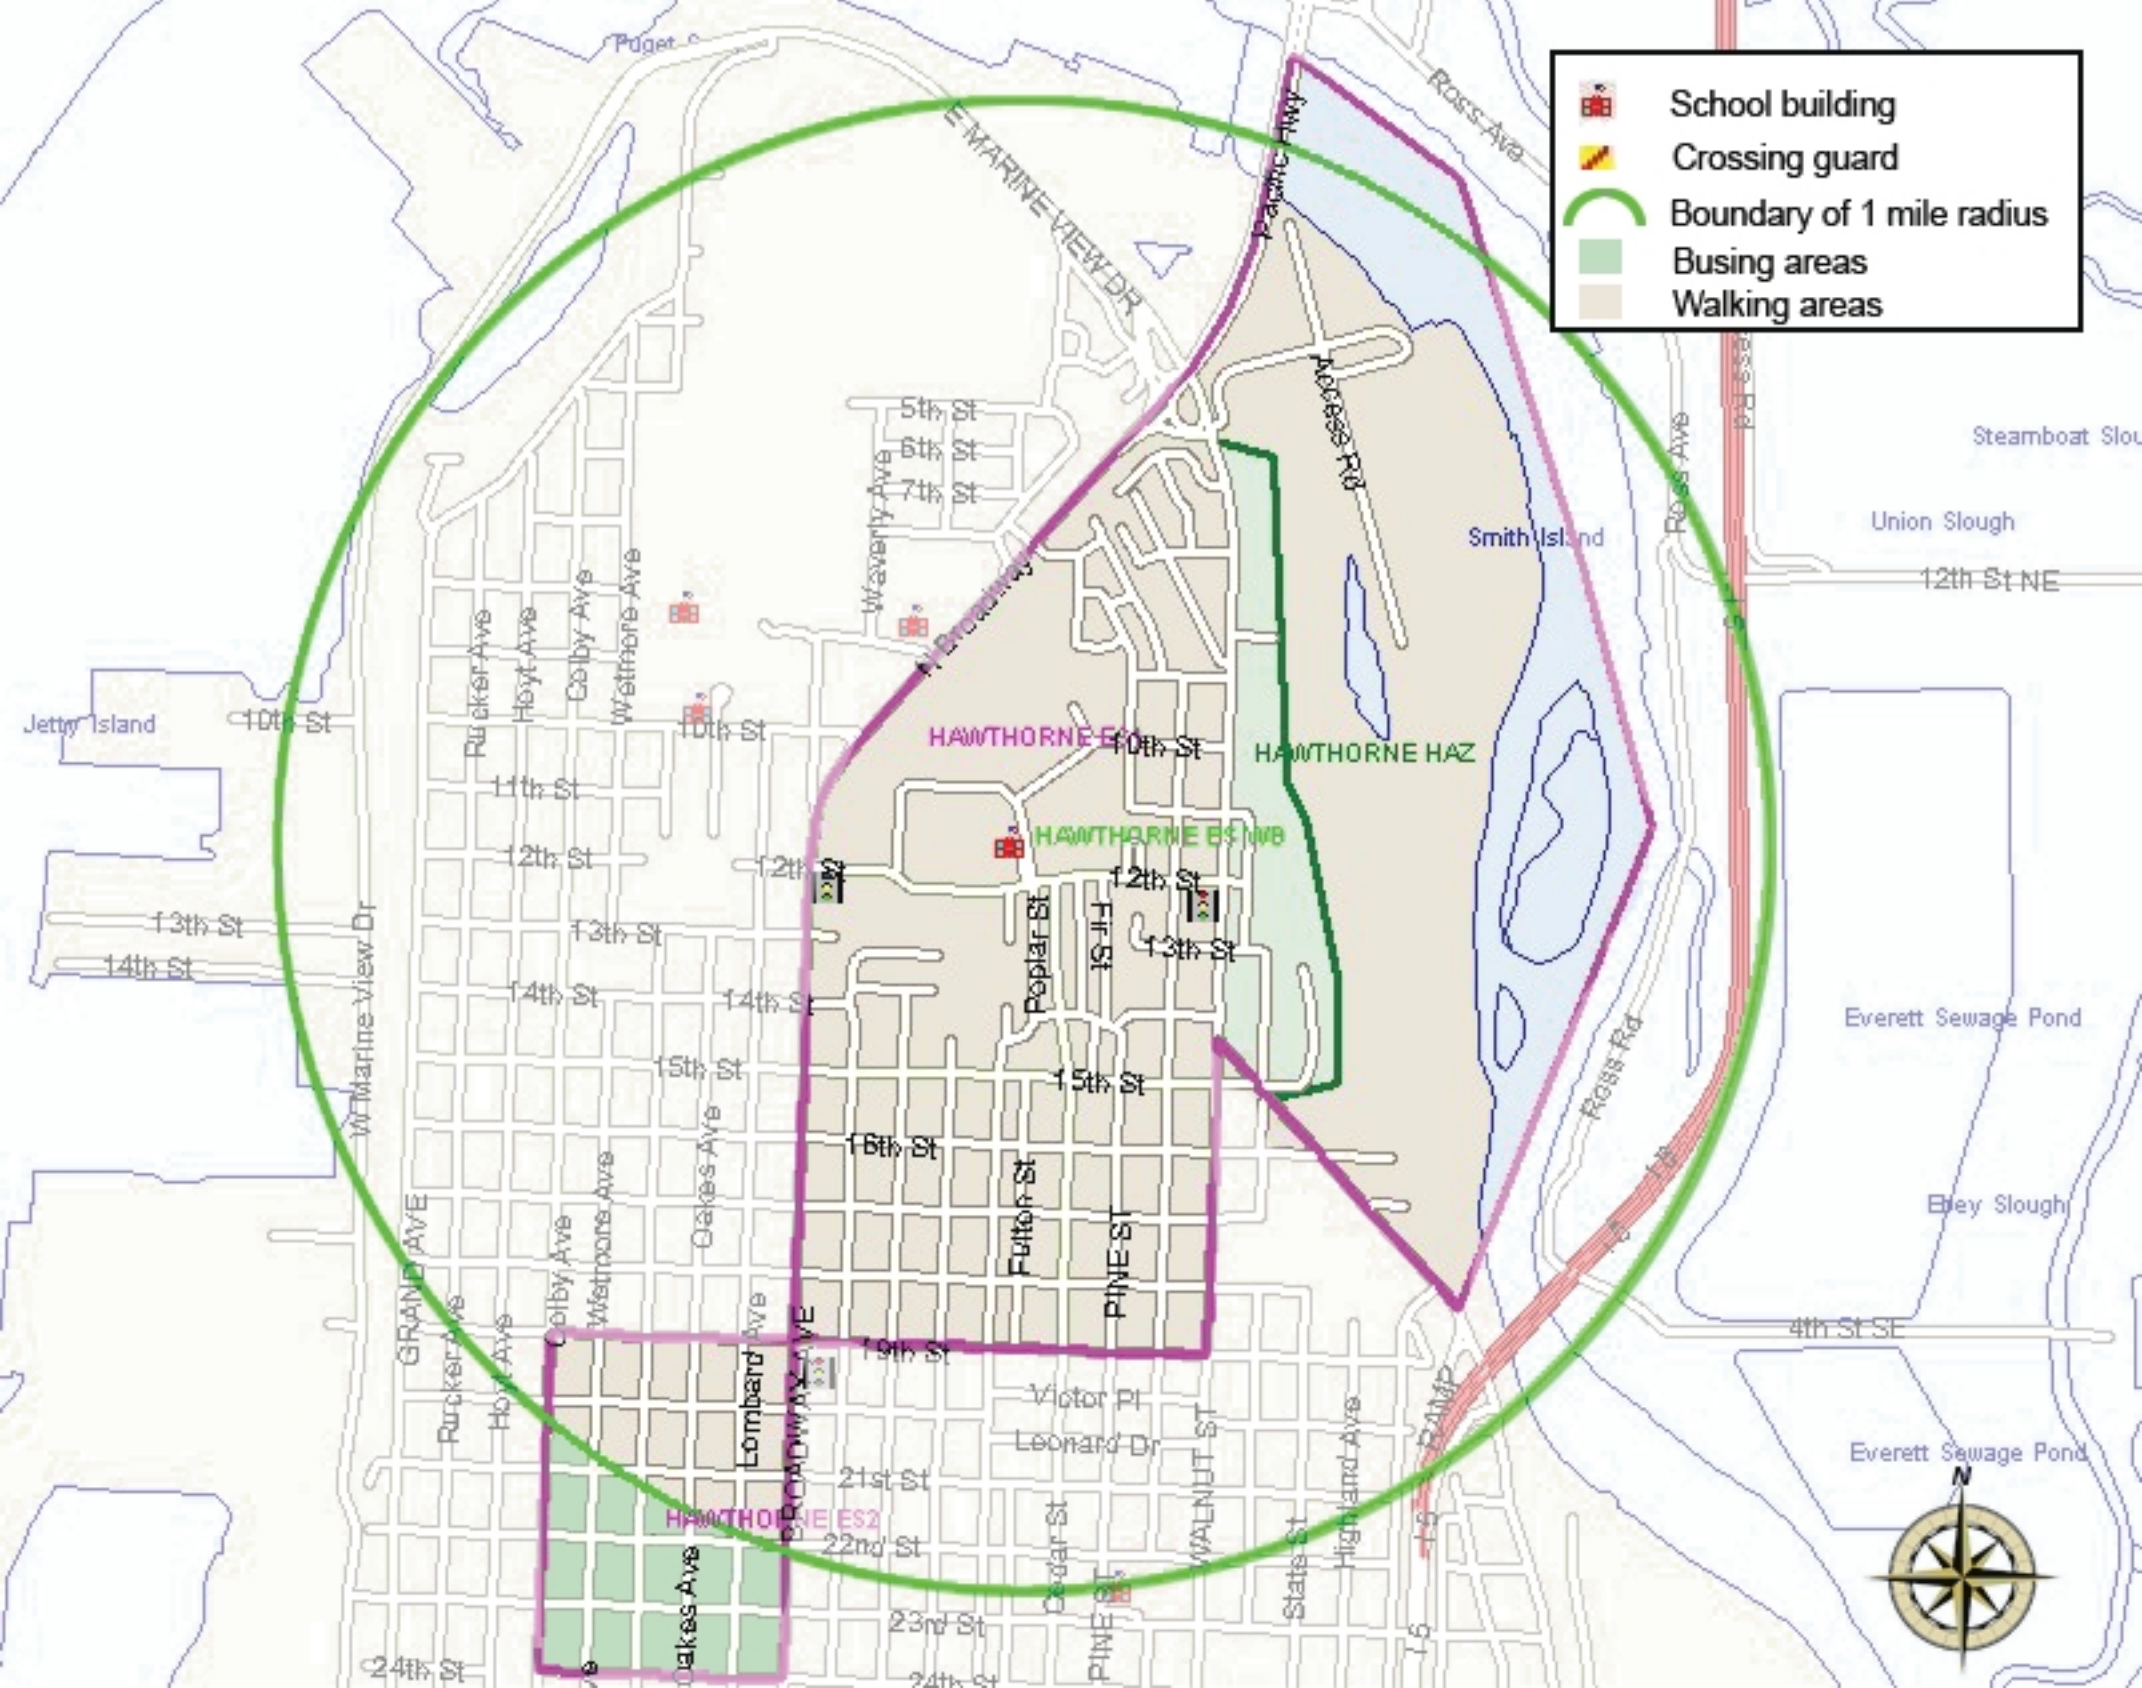 Puget S
Ross Ave
School building
Crossing guard
Boundary of 1 mile radius
Busing areas
Walking areas
E MARINE VIEW DR
Pacific Hwy
Access Rd
5th St
6th St
7th St
Waverly Ave
Ross Ave
Steamboat Slou
Union Slough
Smith Island
12th St NE
I-5
N Broadway
Rucker Ave
Hoyt Ave
Colby Ave
Wetmore Ave
Jetty Island
10th St
10th St
HAWTHORNE ES
10th St
HAWTHORNE HAZ
11th St
HAWTHORNE ES WB
12th St
12th
12th St
13th St
13th St
13th St
14th St
14th St
14th St
Poplar St
Fir St
W Marine View Dr
Everett Sewage Pond
15th St
15th St
Ross Rd
Oakes Ave
16th St
I-5
Fulton St
PINE ST
GRAND AVE
Colby Ave
Wetmore Ave
Ebey Slough
I-5
Rucker Ave
Hoyt Ave
Lombard Ave
BROADWAY AVE
19th St
4th St SE
Victor Pl
Leonard Dr
WALNUT ST
Highland Ave
RAMP
Everett Sewage Pond
21st St
HAWTHORNE ES2
22nd St
Cedar St
State St
I-5
N
akes Ave
23rd St
PINE ST
I-5
24th St
24th St